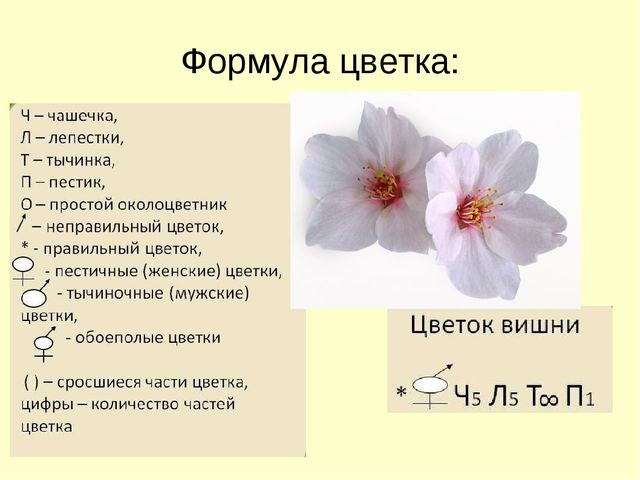 Формула цветка:
Ч – чашечка,
Л – лепестки,
Т – тычинка,
П – пестик,
О – простой околоцветник
– неправильный цветок,
* - правильный цветок,
- пестичные (женские) цветки,
- тычиночные (мужские)
цветки,
- обоеполые цветки
( ) – сросшиеся части цветка,
цифры – количество частей
цветка
Цветок вишни
* Ч5 Л5 Т∞ П1